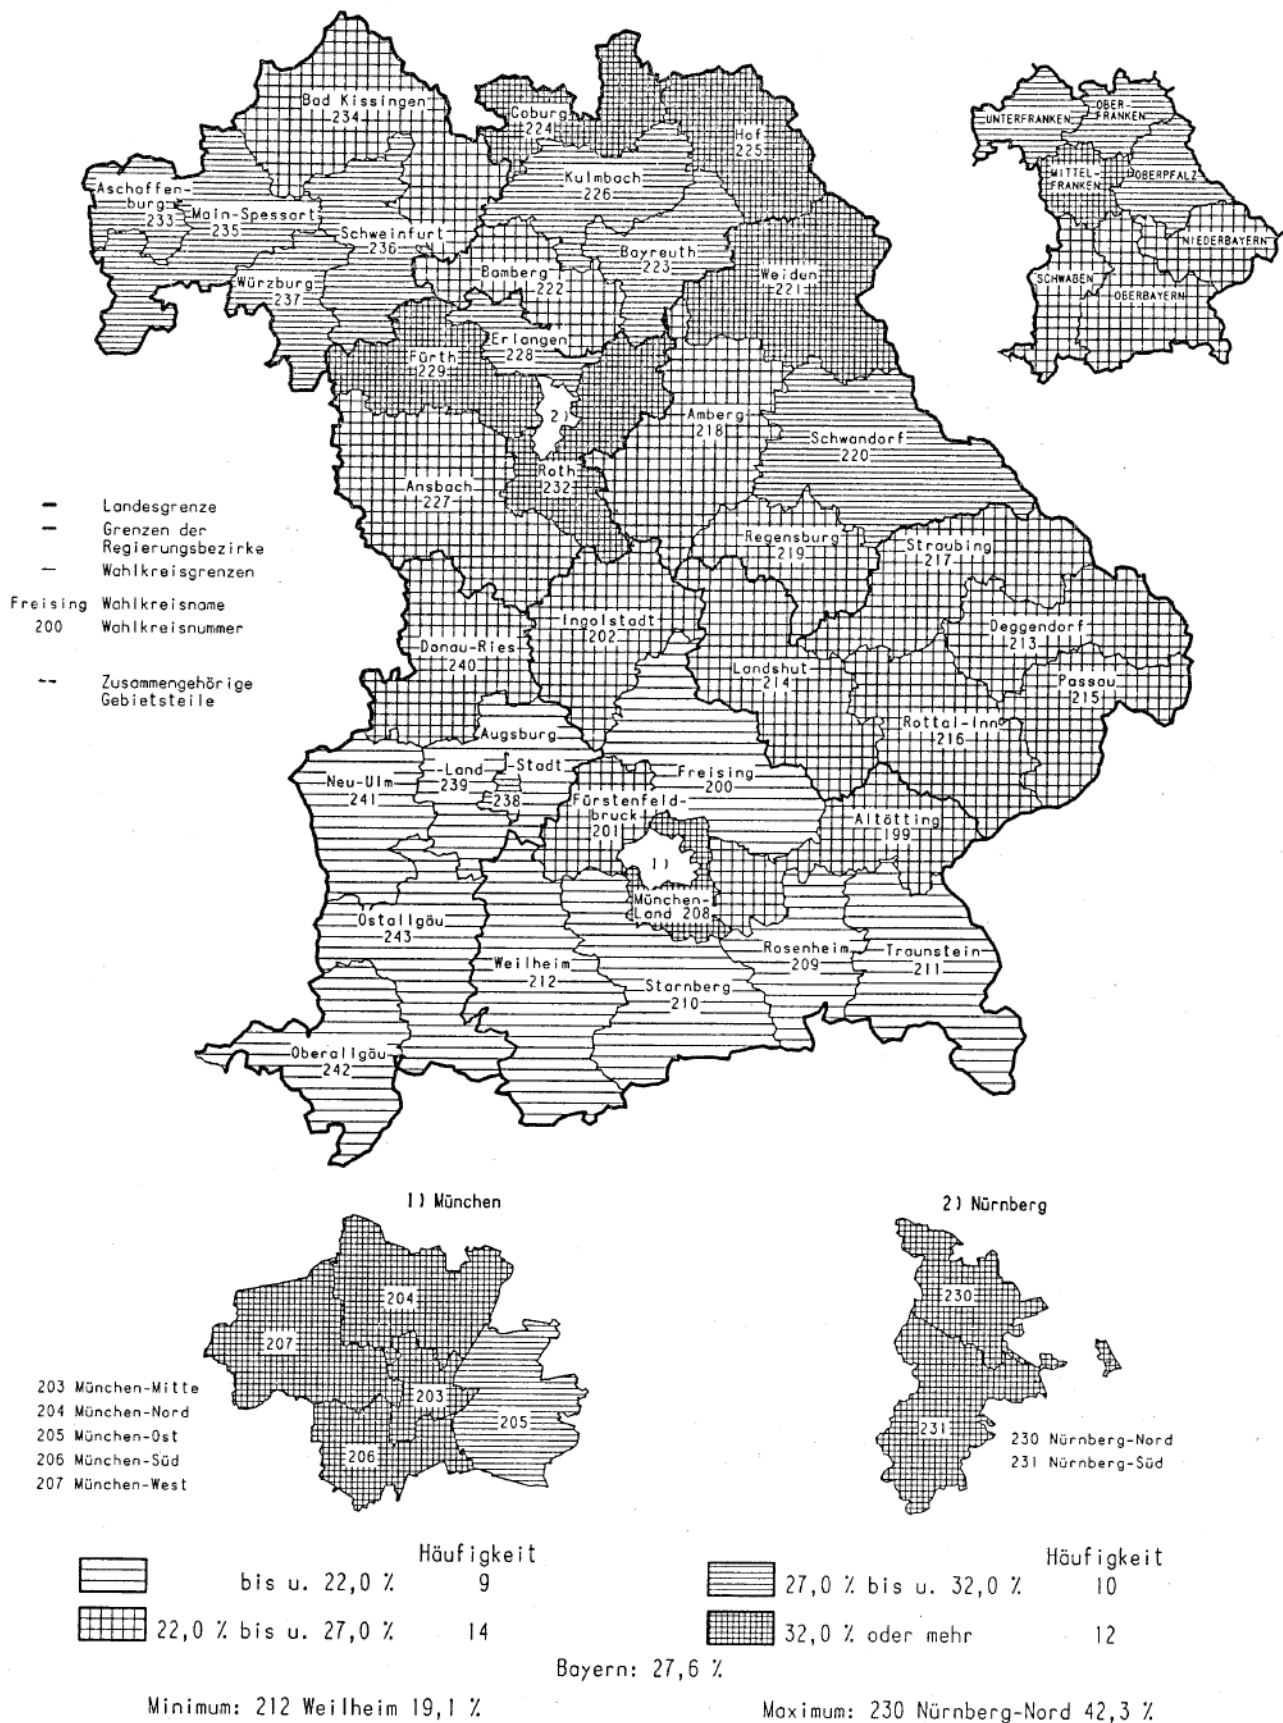 Bad Kissingen
234
Coburg
224
Hof
225
Kulmbach
226
Aschaffen-
burg
233
Main-Spessart
235
Schweinfurt
236
Würzburg
237
Bamberg
222
Bayreuth
223
Weiden
221
Erlangen
228
Fürth
229
2)
Amberg
218
Schwandorf
220
Roth
232
Ansbach
227
Regensburg
219
Straubing
217
Ingolstadt
202
Deggendorf
213
Donau-Ries
240
Landshut
214
Passau
215
Rottal-Inn
216
Augsburg
-Land
239
-Stadt
238
Neu-Ulm
241
Freising
200
Fürstenfeld-
bruck
201
Altötting
199
1)
München-
Land 208
Ostallgäu
243
Weilheim
212
Starnberg
210
Rosenheim
209
Traunstein
211
Oberallgäu
242
UNTERFRANKEN
OBER-
FRANKEN
MITTEL-
FRANKEN
OBERPFALZ
NIEDERBAYERN
SCHWABEN
OBERBAYERN
Landesgrenze
Grenzen der
Regierungsbezirke
Wahlkreisgrenzen
Freising Wahlkreisname
200 Wahlkreisnummer
Zusammengehörige
Gebietsteile
1) München
204
207
203
205
206
203 München-Mitte
204 München-Nord
205 München-Ost
206 München-Süd
207 München-West
2) Nürnberg
230
231
230 Nürnberg-Nord
231 Nürnberg-Süd
Häufigkeit
bis u. 22,0 % 9
22,0 % bis u. 27,0 % 14
Häufigkeit
27,0 % bis u. 32,0 % 10
32,0 % oder mehr 12
Bayern: 27,6 %
Minimum: 212 Weilheim 19,1 %
Maximum: 230 Nürnberg-Nord 42,3 %